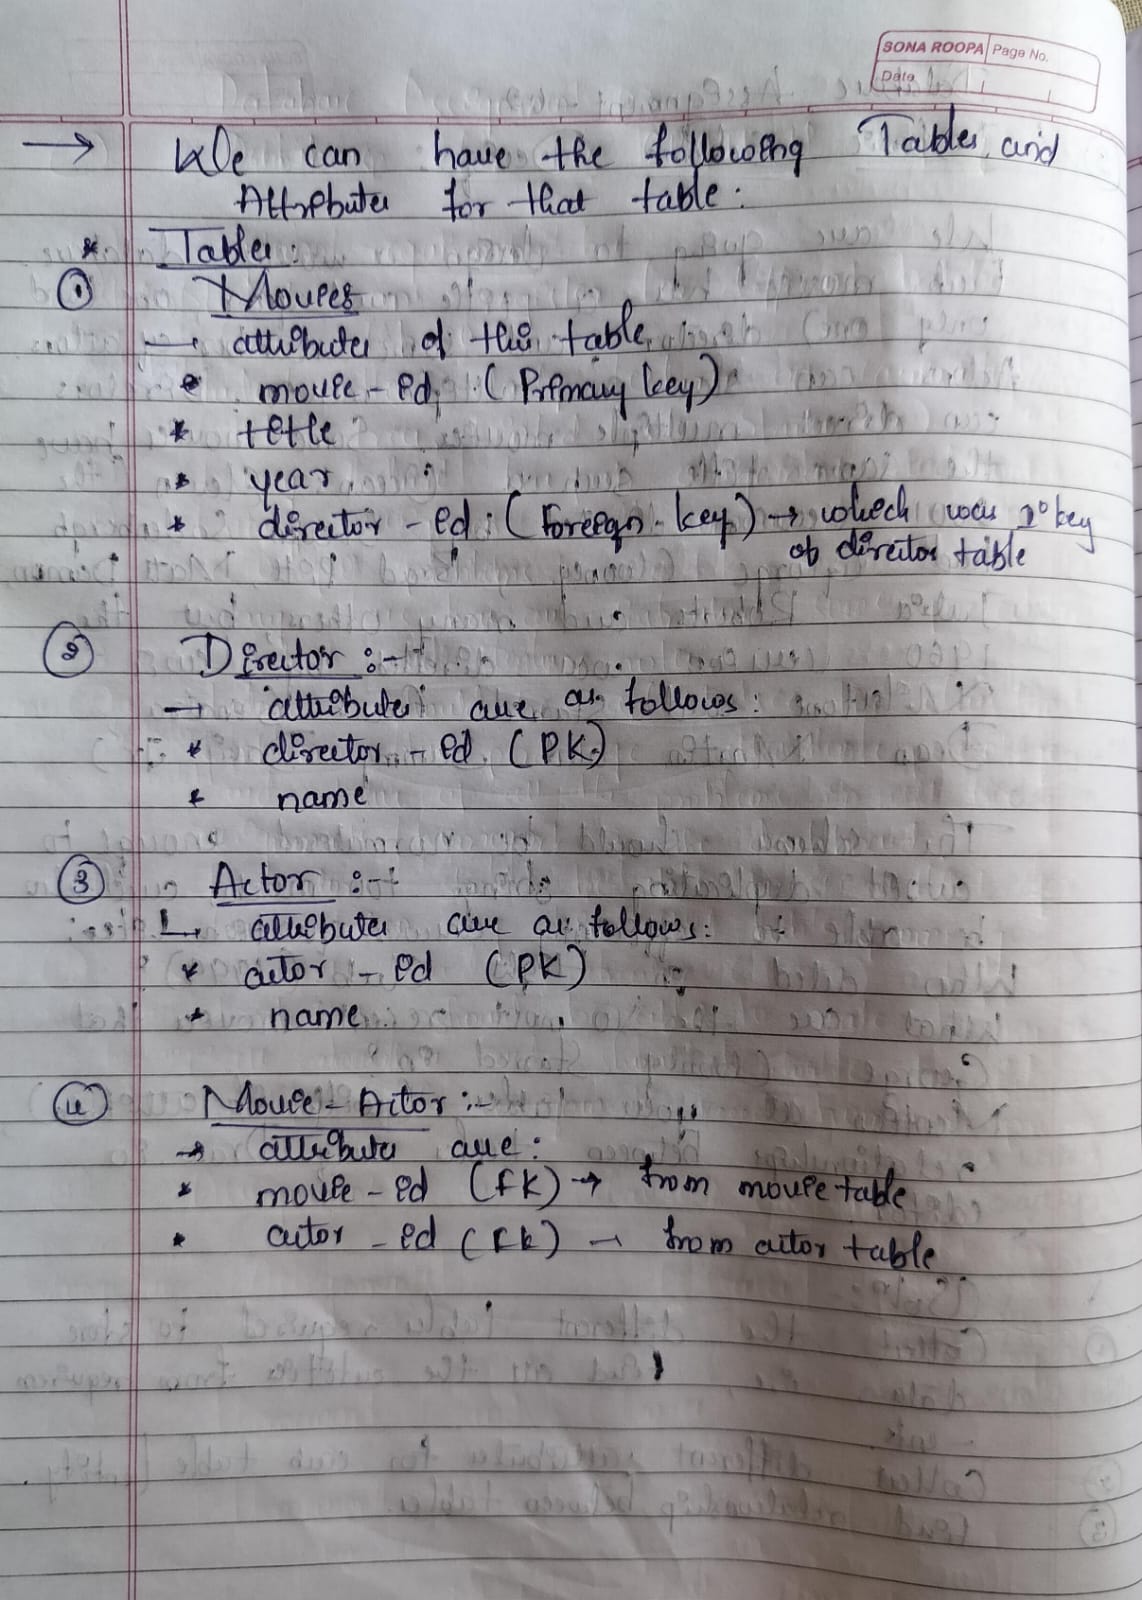 SONA ROOPA Page No.
Date
→ We can have the following Tables and
Attributes for that table:
* Tables:
① Movies
→ attributes of this table
* movie-id (Primary key)
* title
* year
* director-id: (Foreign-key) → which was 1° key
of director table
② Director :-
→ attributes are as follows:
* director-id (PK)
* name
③ Actor :-
↳ attributes are as follows:
* actor-id (PK)
* name
④ Movie-Actor :-
→ attributes are:
* movie-id (FK) → from movie table
* actor-id (FK) → from actor table